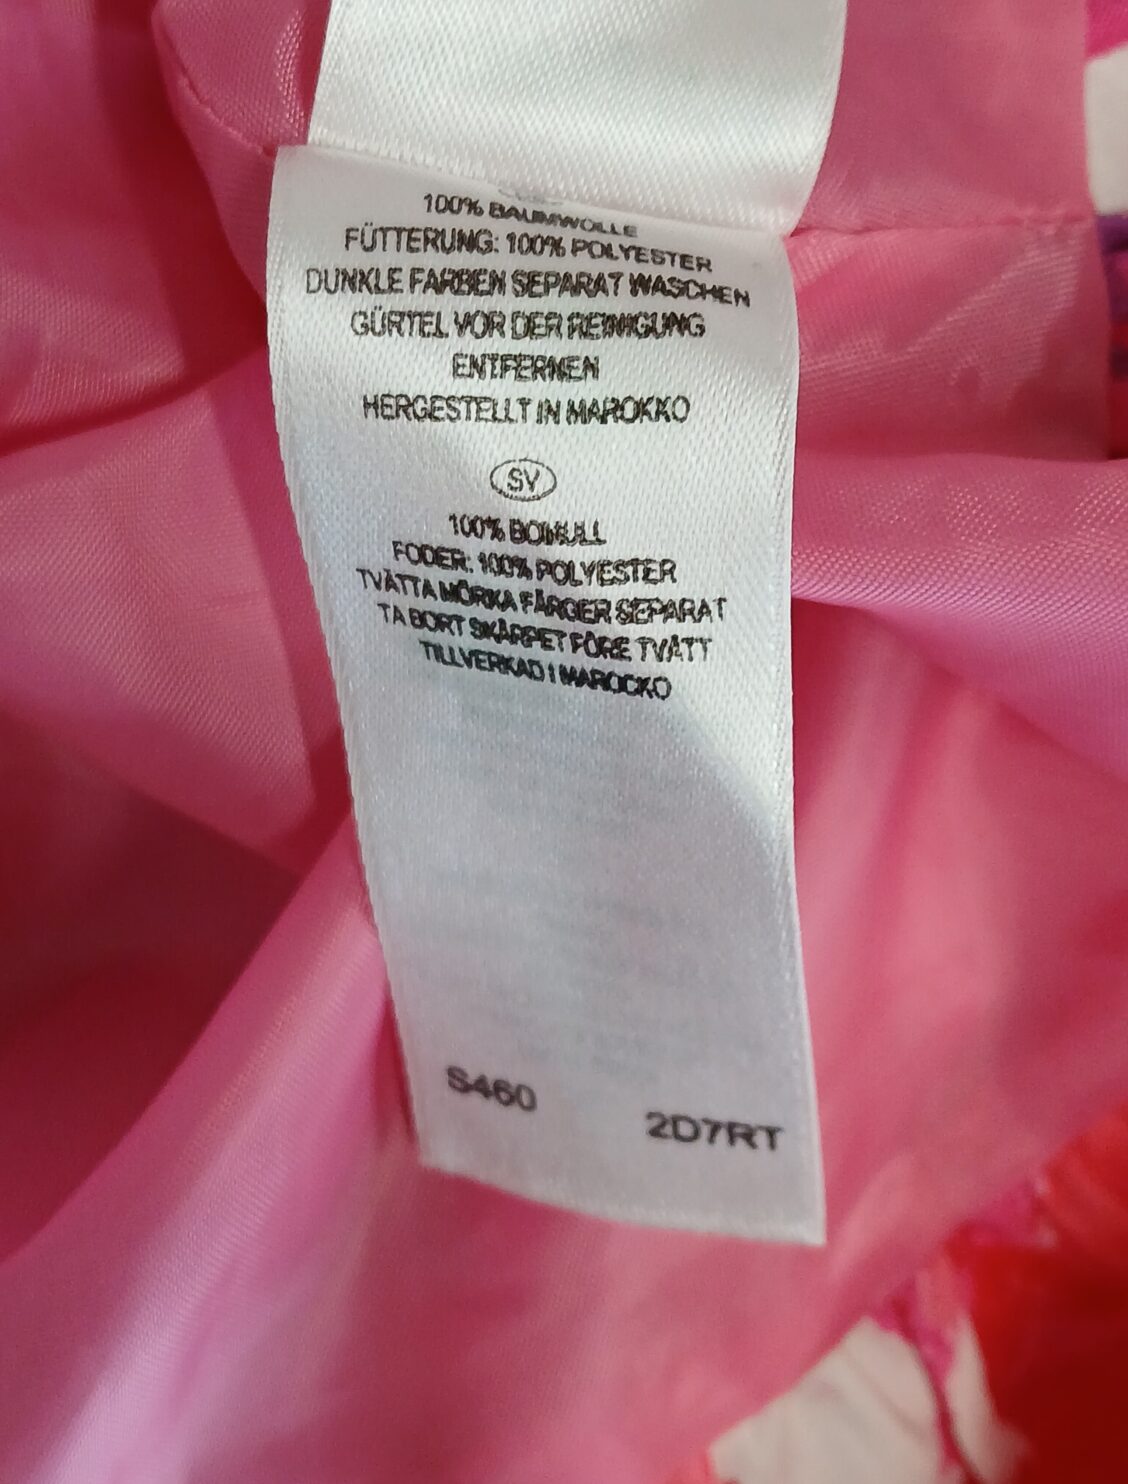 100% BAUMWOLLE
FÜTTERUNG: 100% POLYESTER
DUNKLE FARBEN SEPARAT WASCHEN
GÜRTEL VOR DER REINIGUNG
ENTFERNEN
HERGESTELLT IN MAROKKO
SV
100% BOMULL
FODER: 100% POLYESTER
TVÄTTA MÖRKA FÄRGER SEPARAT
TA BORT SKÄRPET FÖRE TVÄTT
TILLVERKAD I MAROCKO
S460
2D7RT